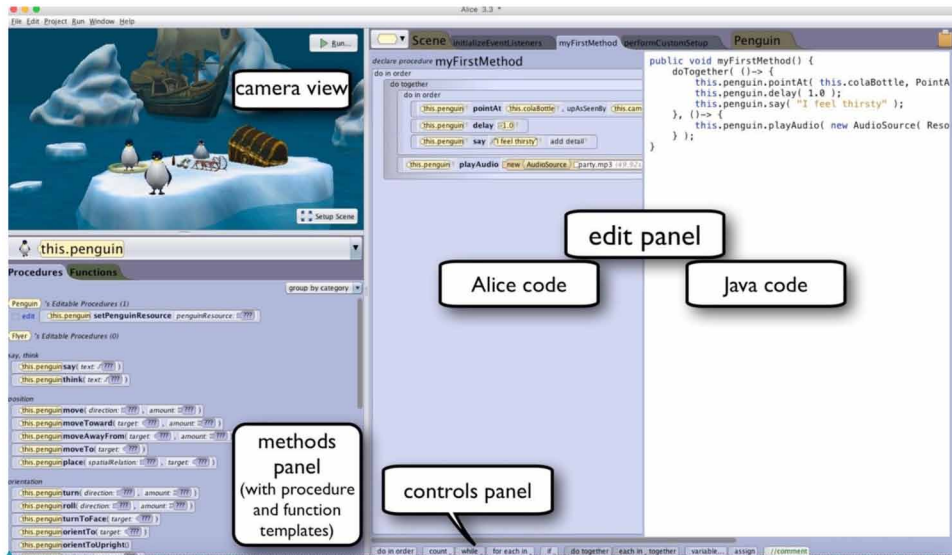 Alice 3.3 *
File Edit Project Run Window Help
Run...
camera view
Setup Scene
this.penguin
Procedures Functions
group by category
Penguin 's Editable Procedures (1)
edit this.penguin setPenguinResource penguinResource: ???
Flyer 's Editable Procedures (0)
say, think
this.penguin say( text: ??? )
this.penguin think( text: ??? )
position
this.penguin move( direction: ??? , amount: ??? )
this.penguin moveToward( target: ??? , amount: ??? )
this.penguin moveAwayFrom( target: ??? , amount: ??? )
this.penguin moveTo( target: ??? )
this.penguin place( spatialRelation: ??? , target: ??? )
orientation
this.penguin turn( direction: ??? , amount: ??? )
this.penguin roll( direction: ??? , amount: ??? )
this.penguin turnToFace( target: ??? )
this.penguin orientTo( target: ??? )
this.penguin orientToUpright()
methods
panel
(with procedure
and function
templates)
Scene initializeEventListeners myFirstMethod performCustomSetup Penguin
declare procedure myFirstMethod
do in order
do together
do in order
this.penguin pointAt this.colaBottle , upAsSeenBy this.cam
this.penguin delay 1.0
this.penguin say "I feel thirsty" add detail
this.penguin playAudio new AudioSource party.mp3
public void myFirstMethod() {
doTogether( ()-> {
this.penguin.pointAt( this.colaBottle, PointA
this.penguin.delay( 1.0 );
this.penguin.say( "I feel thirsty" );
}, ()-> {
this.penguin.playAudio( new AudioSource( Reso
} );
}
edit panel
Alice code
Java code
controls panel
do in order count while for each in if do together each in together variable... assign //comment